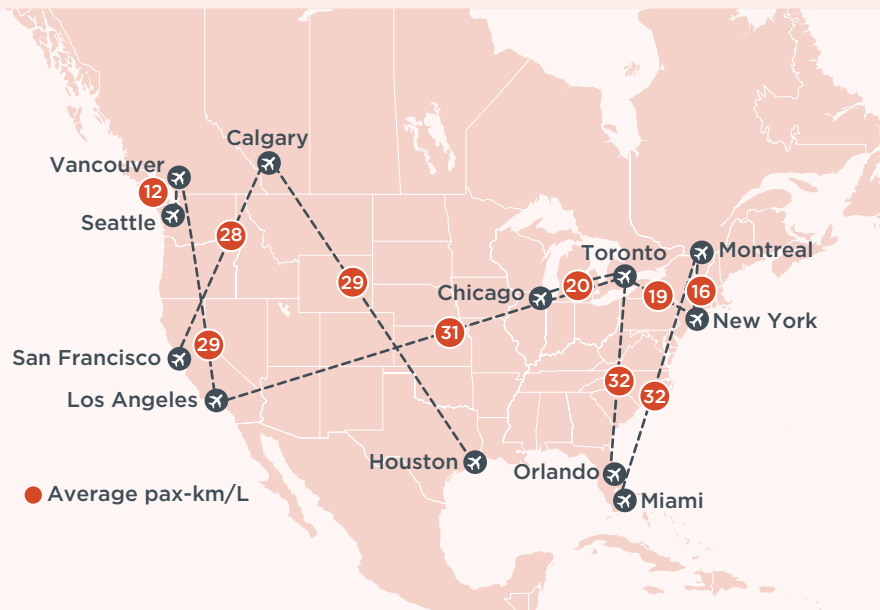 Calgary
Vancouver
12
Seattle
28
Toronto
Montreal
29
Chicago
20
19
16
New York
31
San Francisco
29
Los Angeles
32
32
Houston
Orlando
Miami
Average pax-km/L